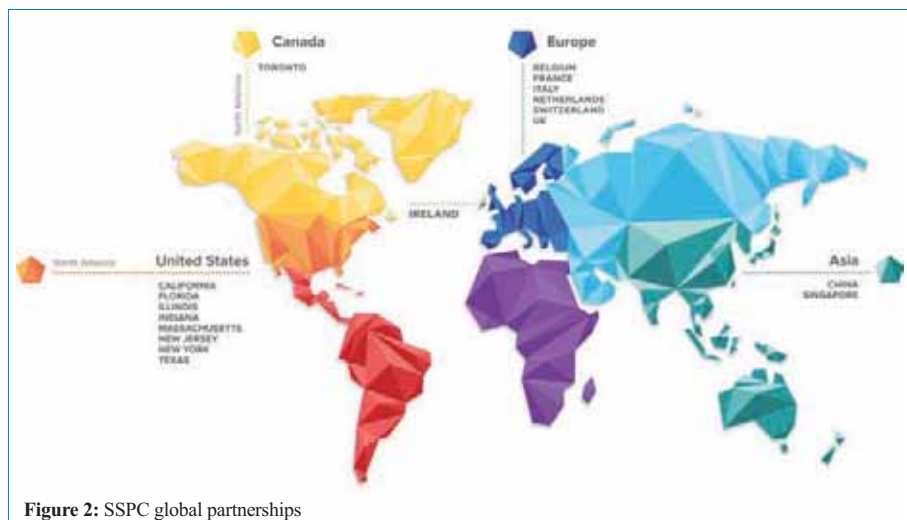 Canada
North America
TORONTO
Europe
BELGIUM
FRANCE
ITALY
NETHERLANDS
SWITZERLAND
UK
IRELAND
North America
United States
CALIFORNIA
FLORIDA
ILLINOIS
INDIANA
MASSACHUSETTS
NEW JERSEY
NEW YORK
TEXAS
Asia
CHINA
SINGAPORE
Figure 2: SSPC global partnerships